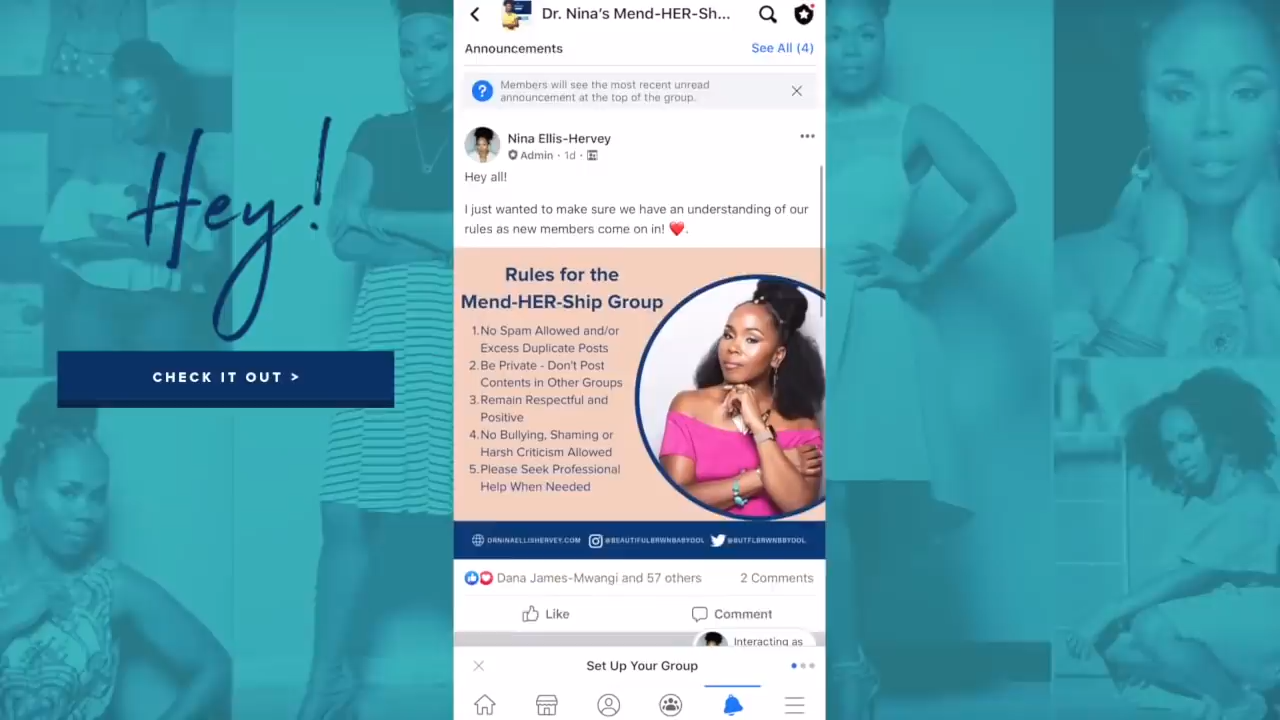 Hey!
CHECK IT OUT >
Dr. Nina's Mend-HER-Sh...
Announcements
See All (4)
Members will see the most recent unread
announcement at the top of the group.
Nina Ellis-Hervey
Admin · 1d ·
Hey all!
I just wanted to make sure we have an understanding of our
rules as new members come on in! ❤️.
Rules for the
Mend-HER-Ship Group
1. No Spam Allowed and/or
Excess Duplicate Posts
2. Be Private - Don't Post
Contents in Other Groups
3. Remain Respectful and
Positive
4. No Bullying, Shaming or
Harsh Criticism Allowed
5. Please Seek Professional
Help When Needed
DRNINAELLISHERVEY.COM @BEAUTIFULBRWNBABYDOL @BUTFLBRWNBBYDOL
Dana James-Mwangi and 57 others
2 Comments
Like
Comment
Interacting as
Set Up Your Group